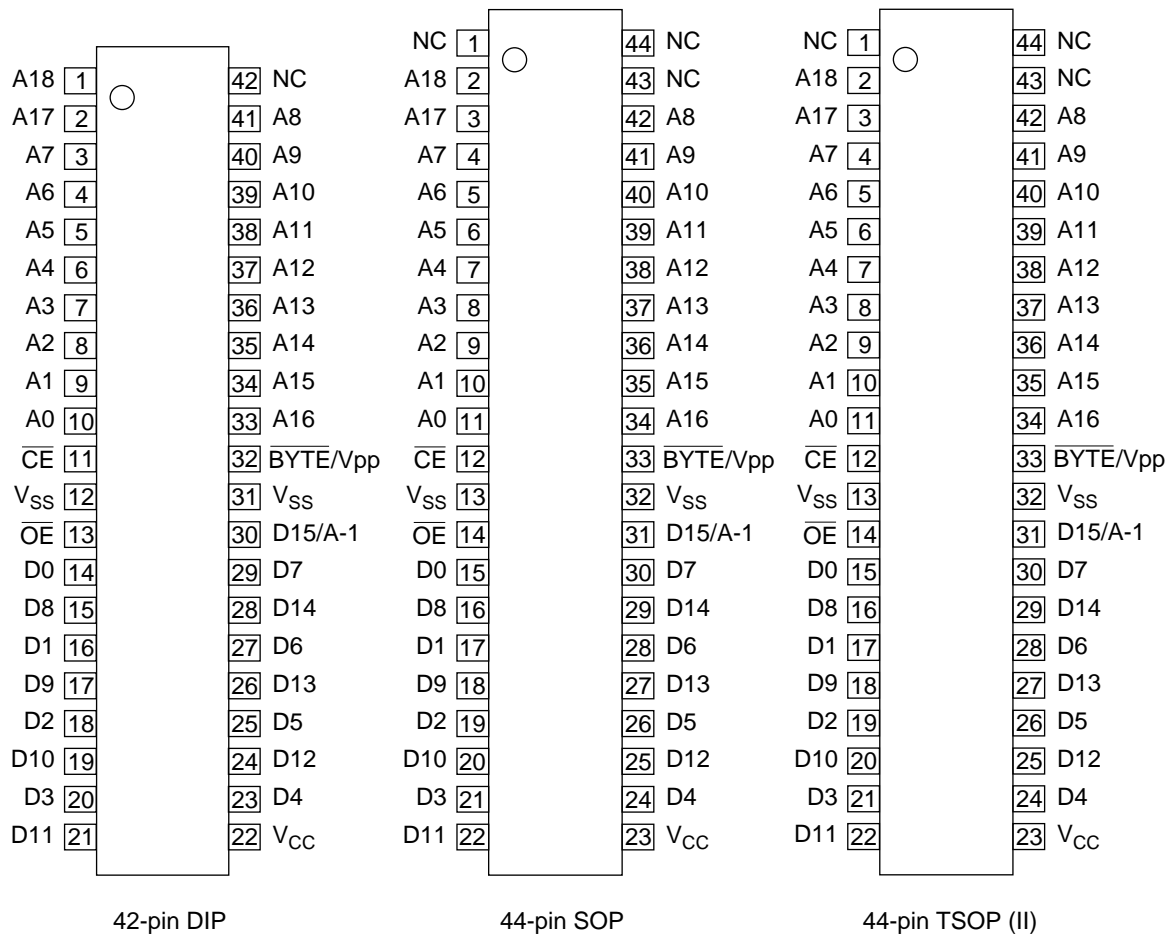 A18 1 42 NC
A17 2 41 A8
A7 3 40 A9
A6 4 39 A10
A5 5 38 A11
A4 6 37 A12
A3 7 36 A13
A2 8 35 A14
A1 9 34 A15
A0 10 33 A16
CE 11 32 BYTE/Vpp
VSS 12 31 VSS
OE 13 30 D15/A-1
D0 14 29 D7
D8 15 28 D14
D1 16 27 D6
D9 17 26 D13
D2 18 25 D5
D10 19 24 D12
D3 20 23 D4
D11 21 22 VCC
42-pin DIP
NC 1 44 NC
A18 2 43 NC
A17 3 42 A8
A7 4 41 A9
A6 5 40 A10
A5 6 39 A11
A4 7 38 A12
A3 8 37 A13
A2 9 36 A14
A1 10 35 A15
A0 11 34 A16
CE 12 33 BYTE/Vpp
VSS 13 32 VSS
OE 14 31 D15/A-1
D0 15 30 D7
D8 16 29 D14
D1 17 28 D6
D9 18 27 D13
D2 19 26 D5
D10 20 25 D12
D3 21 24 D4
D11 22 23 VCC
44-pin SOP
NC 1 44 NC
A18 2 43 NC
A17 3 42 A8
A7 4 41 A9
A6 5 40 A10
A5 6 39 A11
A4 7 38 A12
A3 8 37 A13
A2 9 36 A14
A1 10 35 A15
A0 11 34 A16
CE 12 33 BYTE/Vpp
VSS 13 32 VSS
OE 14 31 D15/A-1
D0 15 30 D7
D8 16 29 D14
D1 17 28 D6
D9 18 27 D13
D2 19 26 D5
D10 20 25 D12
D3 21 24 D4
D11 22 23 VCC
44-pin TSOP (II)